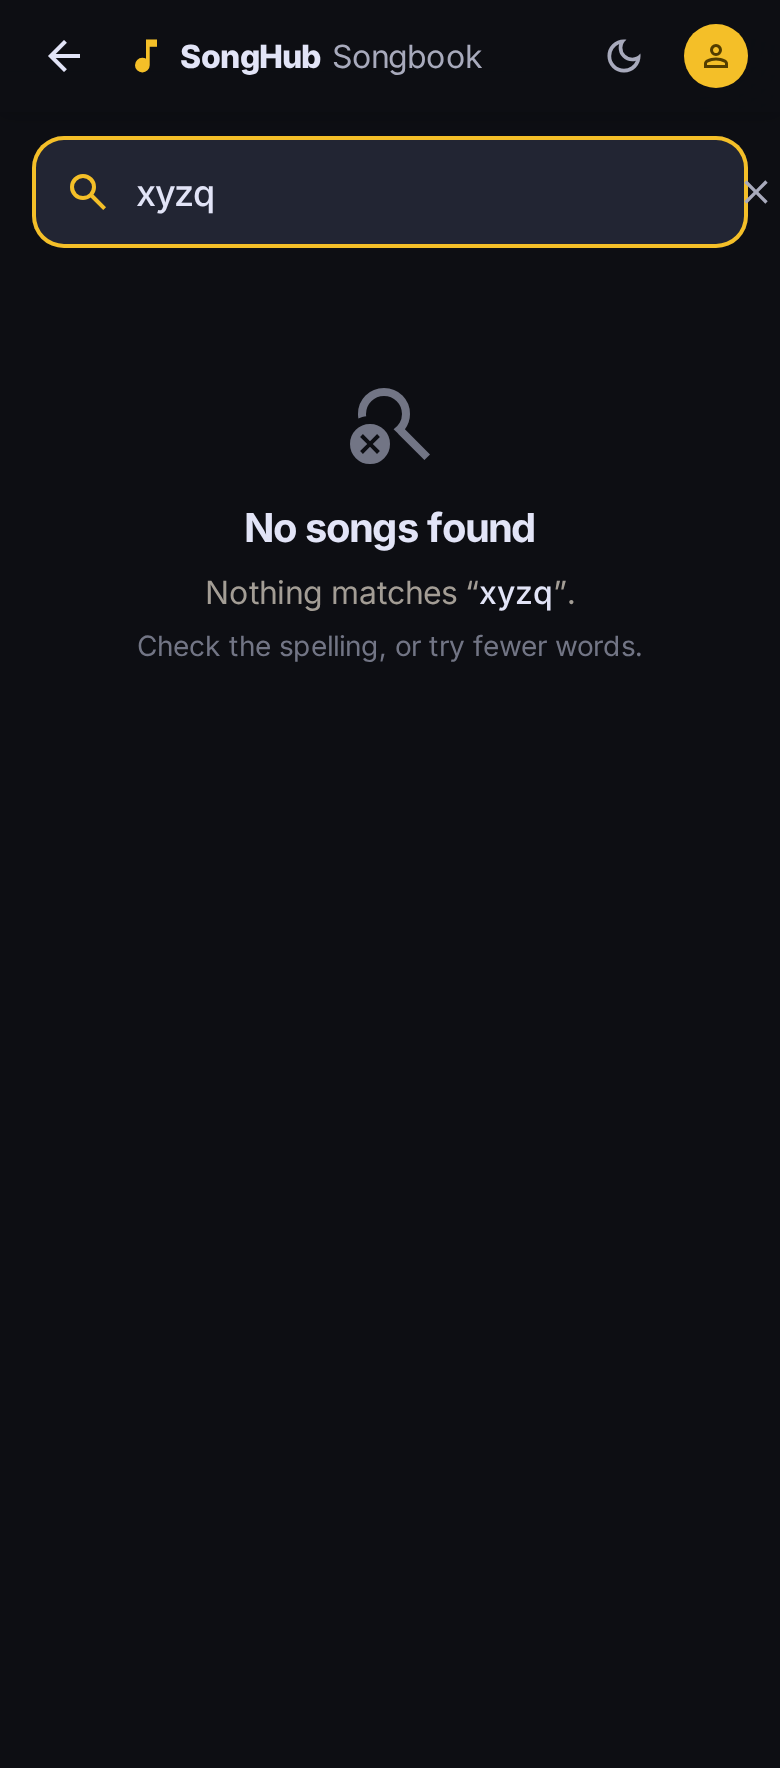 SongHub Songbook
xyzq
No songs found
Nothing matches “xyzq”.
Check the spelling, or try fewer words.